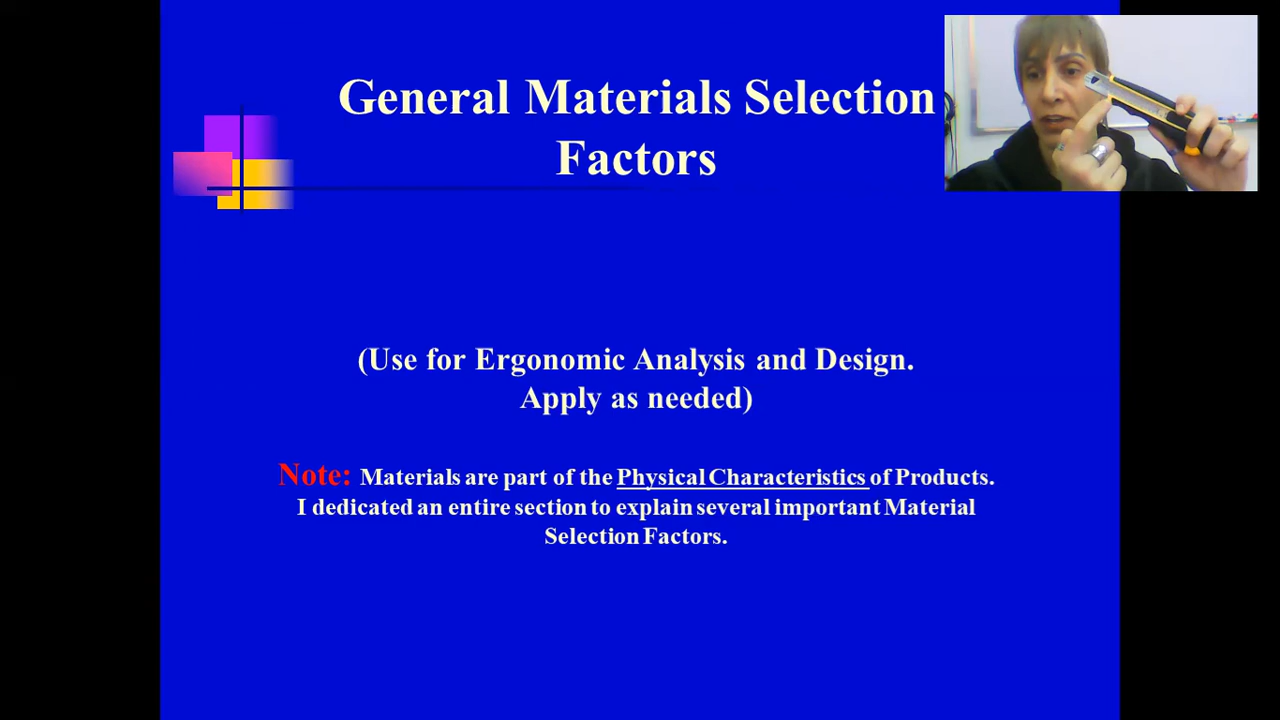 General Materials Selection
Factors
(Use for Ergonomic Analysis and Design.
Apply as needed)
Note: Materials are part of the Physical Characteristics of Products.
I dedicated an entire section to explain several important Material
Selection Factors.